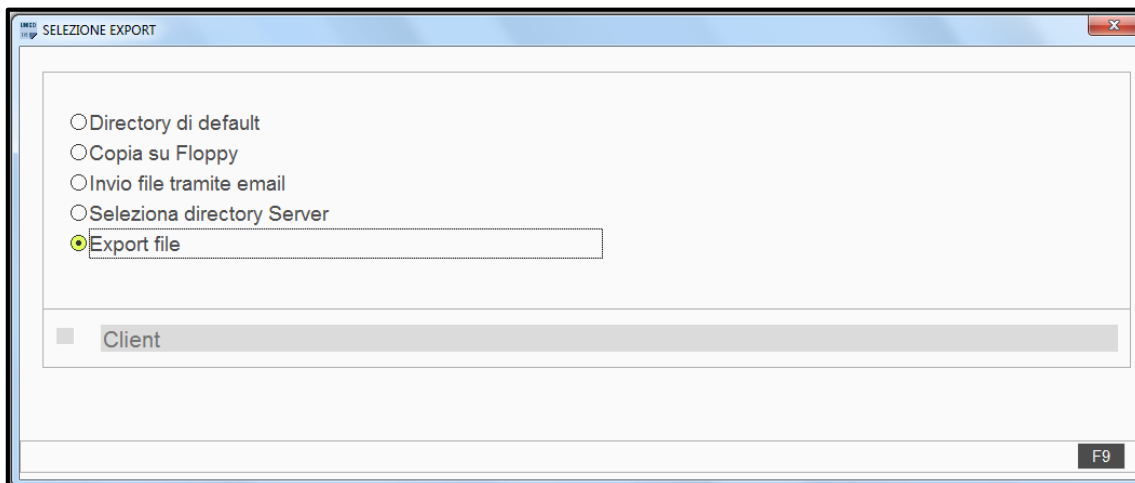 SELEZIONE EXPORT
Directory di default
Copia su Floppy
Invio file tramite email
Seleziona directory Server
Export file
Client
F9